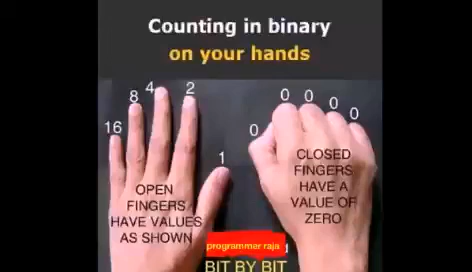 Counting in binary
on your hands
16
8
4
2
1
0
0
0
0
0
OPEN
FINGERS
HAVE VALUES
AS SHOWN
CLOSED
FINGERS
HAVE A
VALUE OF
ZERO
programmer raja
BIT BY BIT